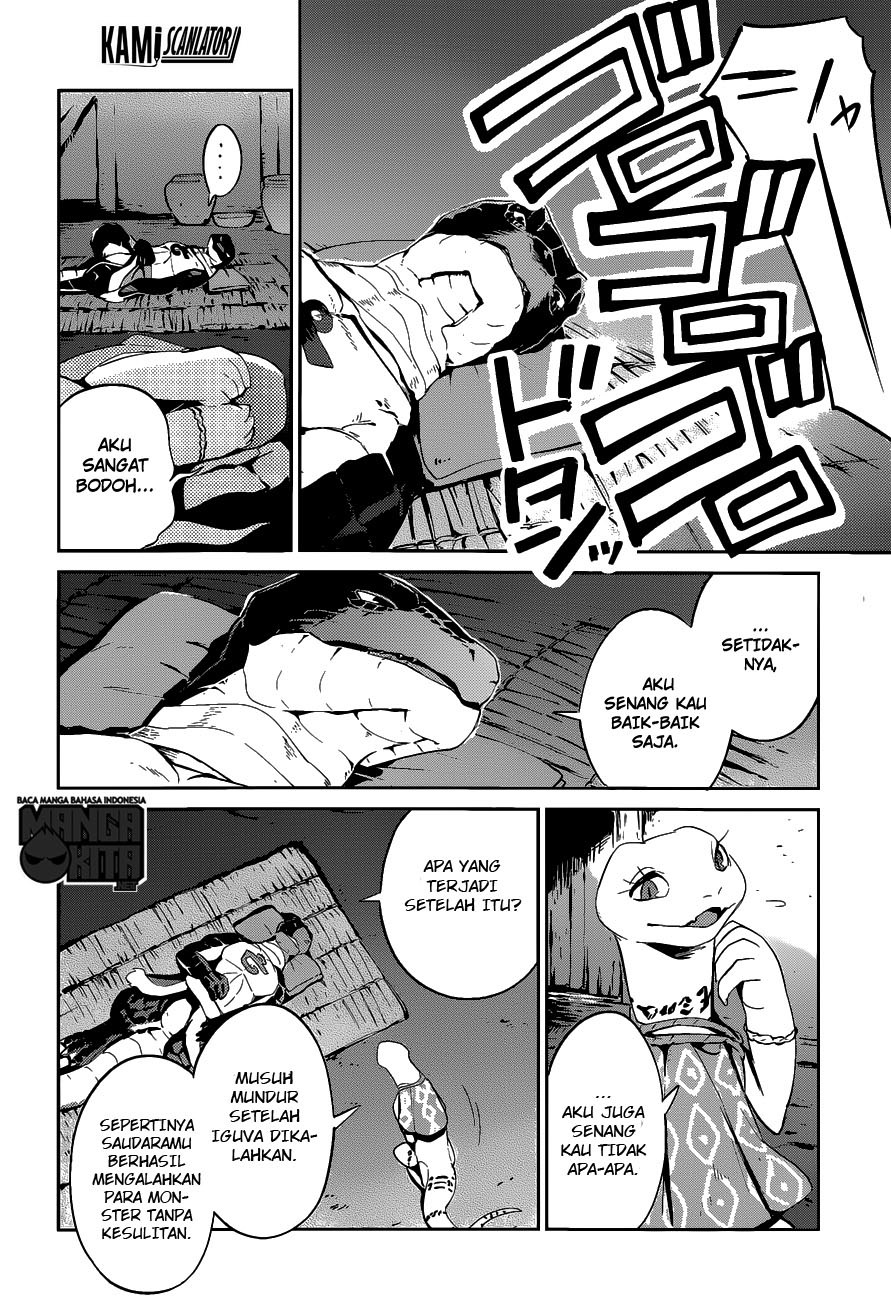 KAMI SCANLATOR
ゴロ
ゴロ
ゴロ
ドタンッ
....
AKU
SANGAT
BODOH...
...
SETIDAK-
NYA,
AKU
SENANG KAU
BAIK-BAIK
SAJA.
BACA MANGA BAHASA INDONESIA
MANGA
KITA
...
AKU JUGA
SENANG
KAU TIDAK
APA-APA.
APA YANG
TERJADI
SETELAH ITU?
MUSUH
MUNDUR
SETELAH
IGUVA DIKA-
LAHKAN.
SEPERTINYA
SAUDARAMU
BERHASIL
MENGALAHKAN
PARA MON-
STER TANPA
KESULITAN.